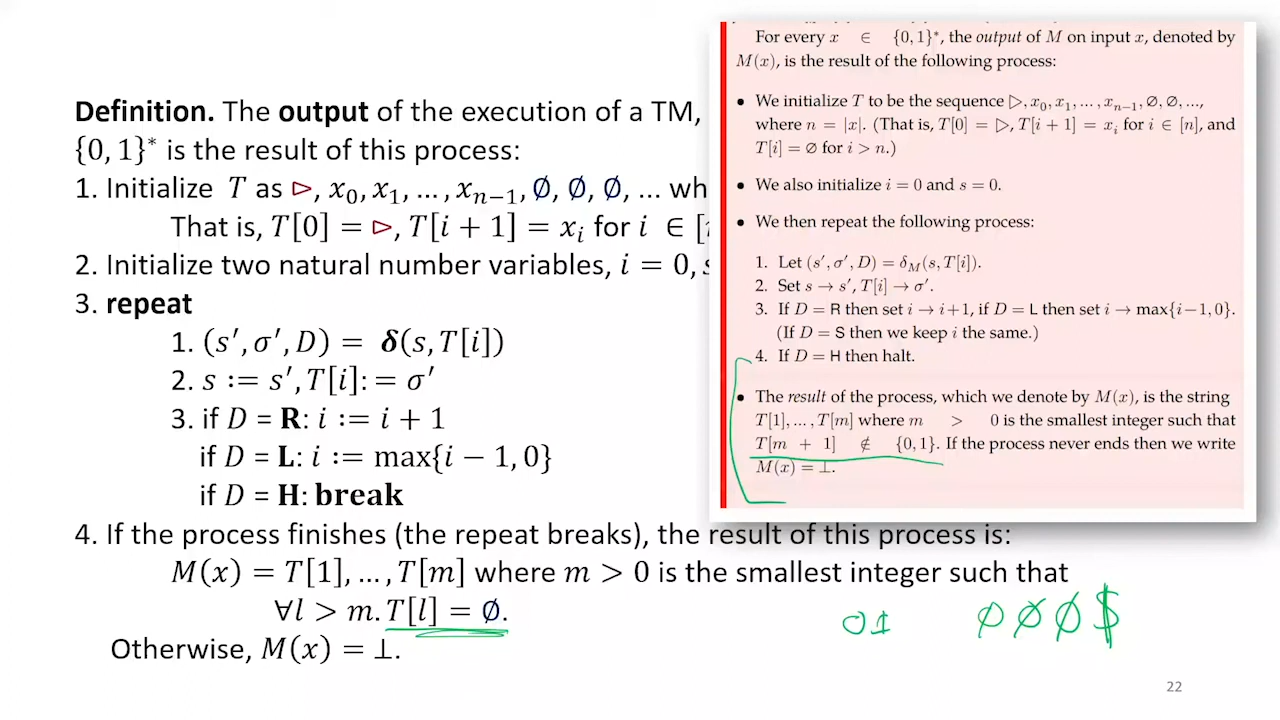 Definition. The output of the execution of a TM,
{0, 1}* is the result of this process:
1. Initialize T as ⊳, x₀, x₁, … , xₙ₋₁, ∅, ∅, ∅, …
That is, T[0] = ⊳, T[i + 1] = xᵢ for i ∈
2. Initialize two natural number variables, i = 0,
3. repeat
1. (s′, σ′, D) = δ(s, T[i])
2. s := s′, T[i]: = σ′
3. if D = R: i := i + 1
if D = L: i := max{i − 1, 0}
if D = H: break
4. If the process finishes (the repeat breaks), the result of this process is:
M(x) = T[1], … , T[m] where m > 0 is the smallest integer such that
∀l > m. T[l] = ∅.
Otherwise, M(x) = ⊥.
For every x ∈ {0, 1}*, the output of M on input x, denoted by
M(x), is the result of the following process:
• We initialize T to be the sequence ▷, x₀, x₁, … , xₙ₋₁, ∅, ∅, …,
where n = |x|. (That is, T[0] = ▷, T[i + 1] = xᵢ for i ∈ [n], and
T[i] = ∅ for i > n.)
• We also initialize i = 0 and s = 0.
• We then repeat the following process:
1. Let (s′, σ′, D) = δ_M(s, T[i]).
2. Set s → s′, T[i] → σ′.
3. If D = R then set i → i+1, if D = L then set i → max{i−1, 0}.
(If D = S then we keep i the same.)
4. If D = H then halt.
• The result of the process, which we denote by M(x), is the string
T[1], … , T[m] where m > 0 is the smallest integer such that
T[m + 1] ∉ {0, 1}. If the process never ends then we write
M(x) = ⊥.
01 ∅ ∅ ∅ $
22